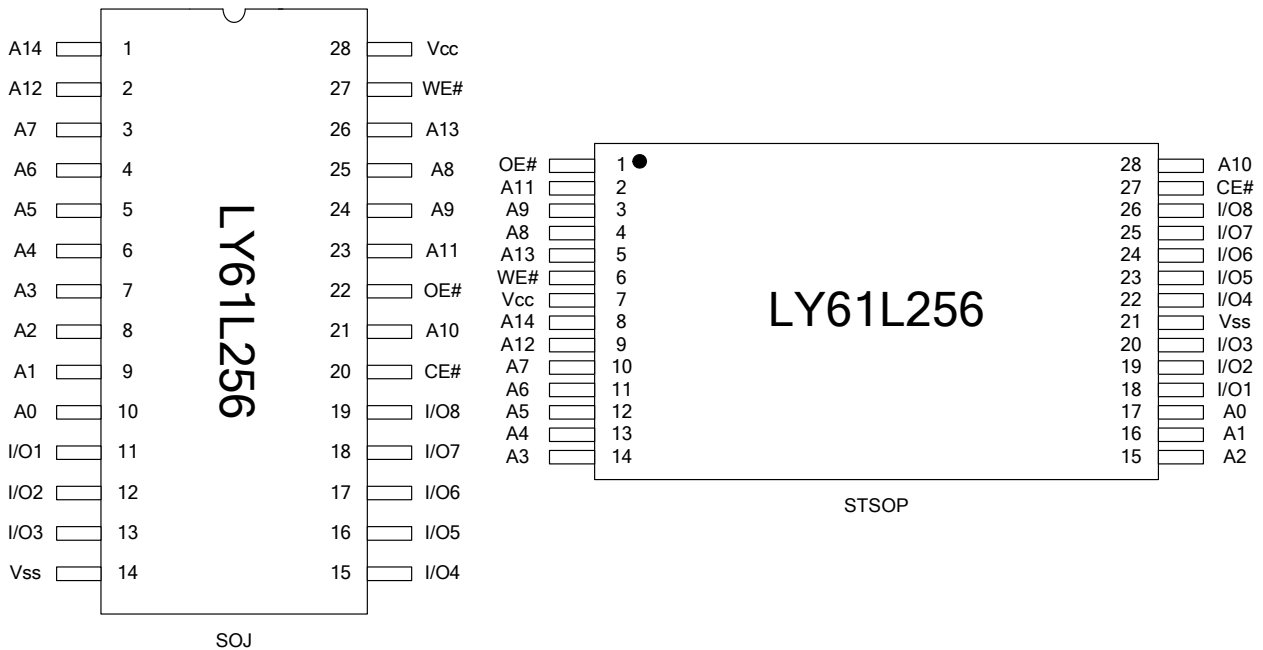 A14 1 28 Vcc
A12 2 27 WE#
A7 3 26 A13
A6 4 25 A8
A5 5 24 A9
A4 6 23 A11
A3 7 22 OE#
A2 8 21 A10
A1 9 20 CE#
A0 10 19 I/O8
I/O1 11 18 I/O7
I/O2 12 17 I/O6
I/O3 13 16 I/O5
Vss 14 15 I/O4
LY61L256
SOJ
OE# 1 28 A10
A11 2 27 CE#
A9 3 26 I/O8
A8 4 25 I/O7
A13 5 24 I/O6
WE# 6 23 I/O5
Vcc 7 22 I/O4
A14 8 21 Vss
A12 9 20 I/O3
A7 10 19 I/O2
A6 11 18 I/O1
A5 12 17 A0
A4 13 16 A1
A3 14 15 A2
LY61L256
STSOP